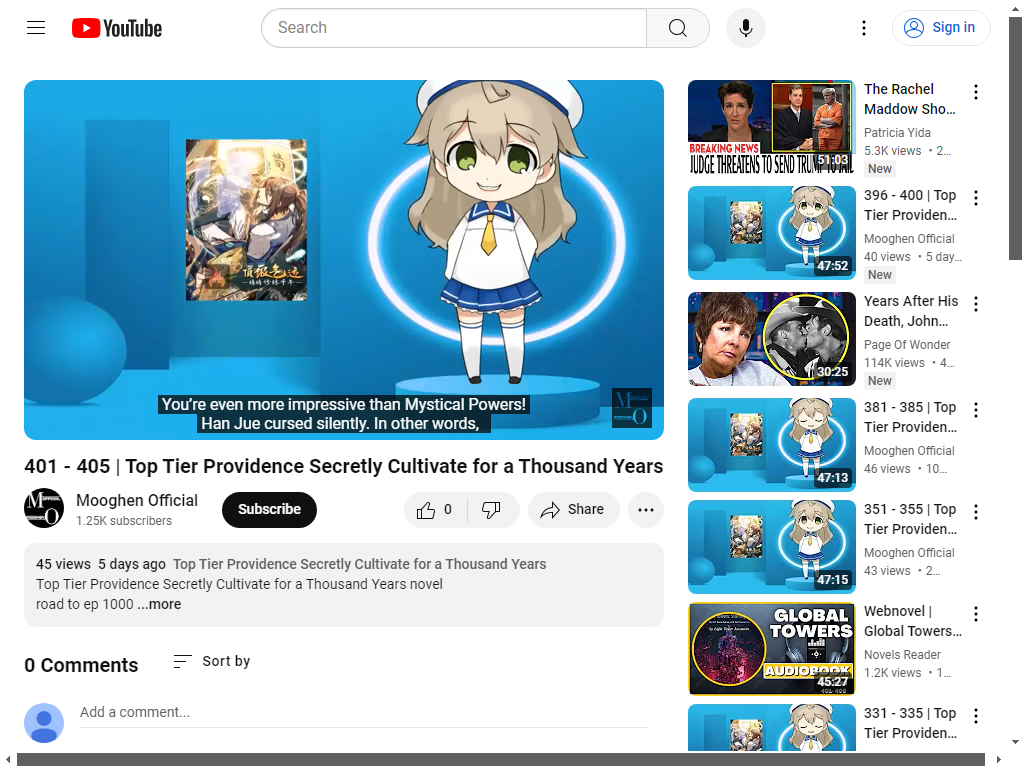 YouTube
Search
Sign in
You're even more impressive than Mystical Powers!
Han Jue cursed silently. In other words,
401 - 405 | Top Tier Providence Secretly Cultivate for a Thousand Years
Mooghen Official
1.25K subscribers
Subscribe
0
Share
45 views 5 days ago Top Tier Providence Secretly Cultivate for a Thousand Years
Top Tier Providence Secretly Cultivate for a Thousand Years novel
road to ep 1000 ...more
0 Comments
Sort by
Add a comment...
BREAKING NEWS
JUDGE THREATENS TO SEND TRUMP TO JAIL
51:03
The Rachel
Maddow Sho...
Patricia Yida
5.3K views • 2...
New
47:52
396 - 400 | Top
Tier Providen...
Mooghen Official
40 views • 5 day...
New
30:25
Years After His
Death, John...
Page Of Wonder
114K views • 4...
New
47:13
381 - 385 | Top
Tier Providen...
Mooghen Official
46 views • 10...
47:15
351 - 355 | Top
Tier Providen...
Mooghen Official
43 views • 2...
GLOBAL
TOWERS
AUDIOBOOK
45:27
401-408
Webnovel |
Global Towers...
Novels Reader
1.2K views • 1...
331 - 335 | Top
Tier Providen...